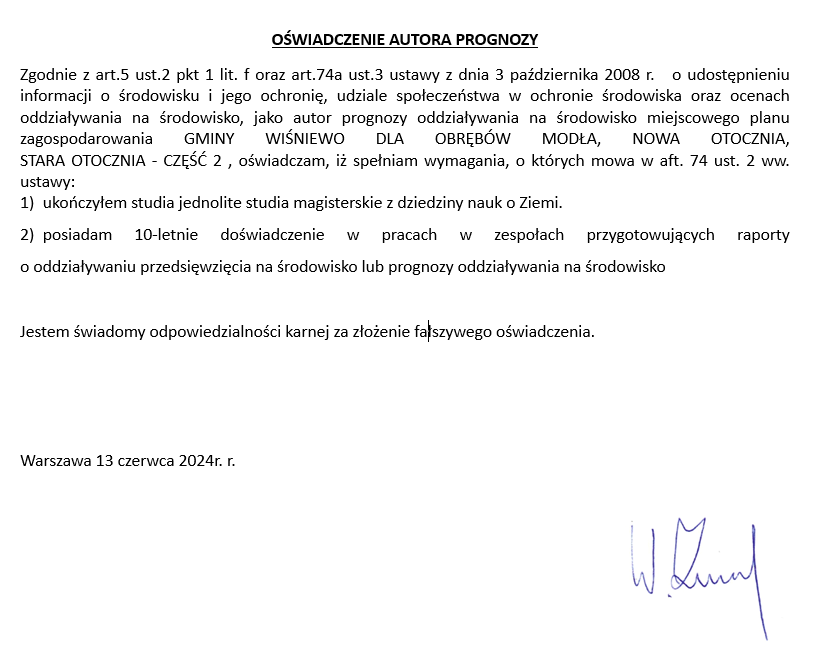 OŚWIADCZENIE AUTORA PROGNOZY
Zgodnie z art.5 ust.2 pkt 1 lit. f oraz art.74a ust.3 ustawy z dnia 3 października 2008 r. o udostępnieniu
informacji o środowisku i jego ochronię, udziale społeczeństwa w ochronie środowiska oraz ocenach
oddziaływania na środowisko, jako autor prognozy oddziaływania na środowisko miejscowego planu
zagospodarowania GMINY WIŚNIEWO DLA OBRĘBÓW MODŁA, NOWA OTOCZNIA,
STARA OTOCZNIA - CZĘŚĆ 2 , oświadczam, iż spełniam wymagania, o których mowa w aft. 74 ust. 2 ww.
ustawy:
1) ukończyłem studia jednolite studia magisterskie z dziedziny nauk o Ziemi.
2) posiadam 10-letnie doświadczenie w pracach w zespołach przygotowujących raporty
o oddziaływaniu przedsięwzięcia na środowisko lub prognozy oddziaływania na środowisko
Jestem świadomy odpowiedzialności karnej za złożenie fałszywego oświadczenia.
Warszawa 13 czerwca 2024r. r.